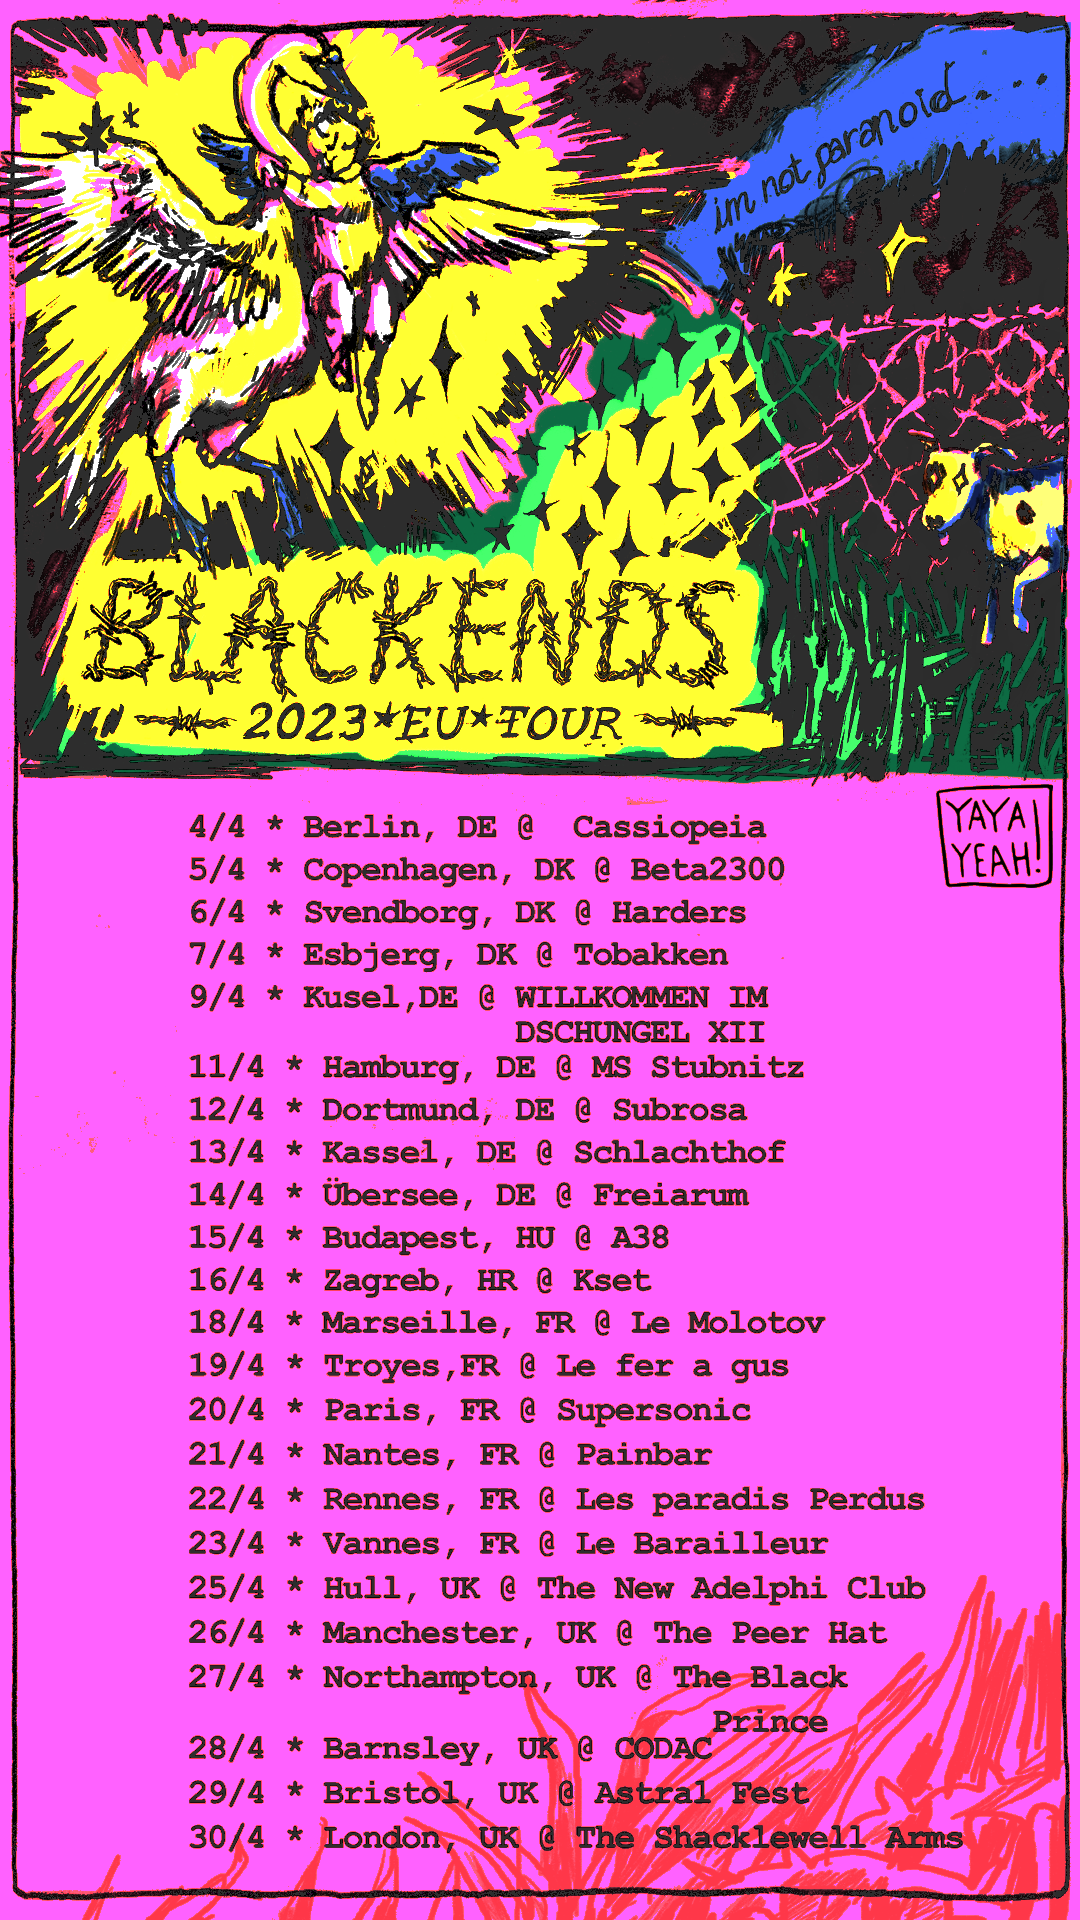 im not paranoid...
BLACKENDS
2023*EU*TOUR
YAYA
YEAH!
4/4 * Berlin, DE @ Cassiopeia
5/4 * Copenhagen, DK @ Beta2300
6/4 * Svendborg, DK @ Harders
7/4 * Esbjerg, DK @ Tobakken
9/4 * Kusel,DE @ WILLKOMMEN IM
DSCHUNGEL XII
11/4 * Hamburg, DE @ MS Stubnitz
12/4 * Dortmund, DE @ Subrosa
13/4 * Kassel, DE @ Schlachthof
14/4 * Übersee, DE @ Freiarum
15/4 * Budapest, HU @ A38
16/4 * Zagreb, HR @ Kset
18/4 * Marseille, FR @ Le Molotov
19/4 * Troyes,FR @ Le fer a gus
20/4 * Paris, FR @ Supersonic
21/4 * Nantes, FR @ Painbar
22/4 * Rennes, FR @ Les paradis Perdus
23/4 * Vannes, FR @ Le Barailleur
25/4 * Hull, UK @ The New Adelphi Club
26/4 * Manchester, UK @ The Peer Hat
27/4 * Northampton, UK @ The Black
Prince
28/4 * Barnsley, UK @ CODAC
29/4 * Bristol, UK @ Astral Fest
30/4 * London, UK @ The Shacklewell Arms